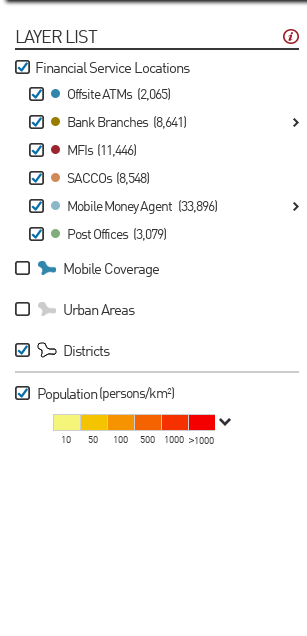 LAYER LIST
Financial Service Locations
Offsite ATMs (2,065)
Bank Branches (8,641)
MFIs (11,446)
SACCOs (8,548)
Mobile Money Agent (33,896)
Post Offices (3,079)
Mobile Coverage
Urban Areas
Districts
Population (persons/km²)
10 50 100 500 1000 >1000